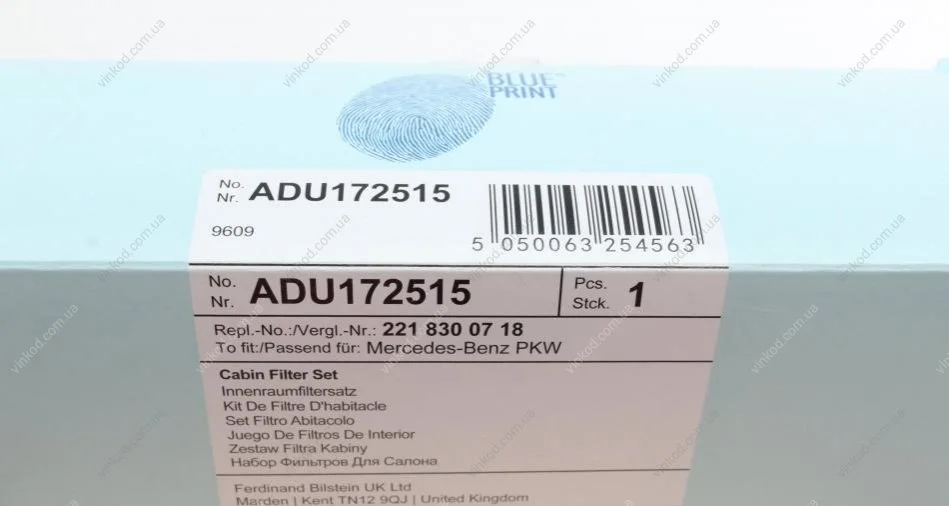 BLUE™
PRINT
No.
Nr. ADU172515
9609
5 050063 254563
No.
Nr. ADU172515
Pcs.
Stck. 1
Repl.-No.:/Vergl.-Nr.: 221 830 07 18
To fit:/Passend für: Mercedes-Benz PKW
Cabin Filter Set
Innenraumfiltersatz
Kit De Filtre D'habitacle
Set Filtro Abitacolo
Juego De Filtros De Interior
Zestaw Filtra Kabiny
Набор Фильтров Для Салона
Ferdinand Bilstein UK Ltd
Marden | Kent TN12 9QJ | United Kingdom
vinkod.com.ua